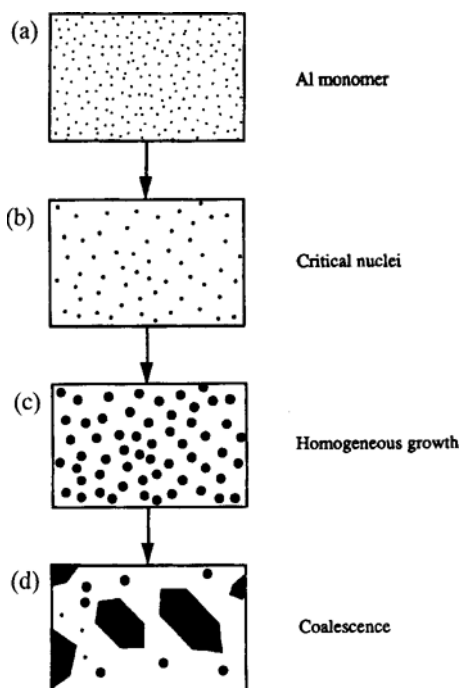 (a)
Al monomer
(b)
Critical nuclei
(c)
Homogeneous growth
(d)
Coalescence